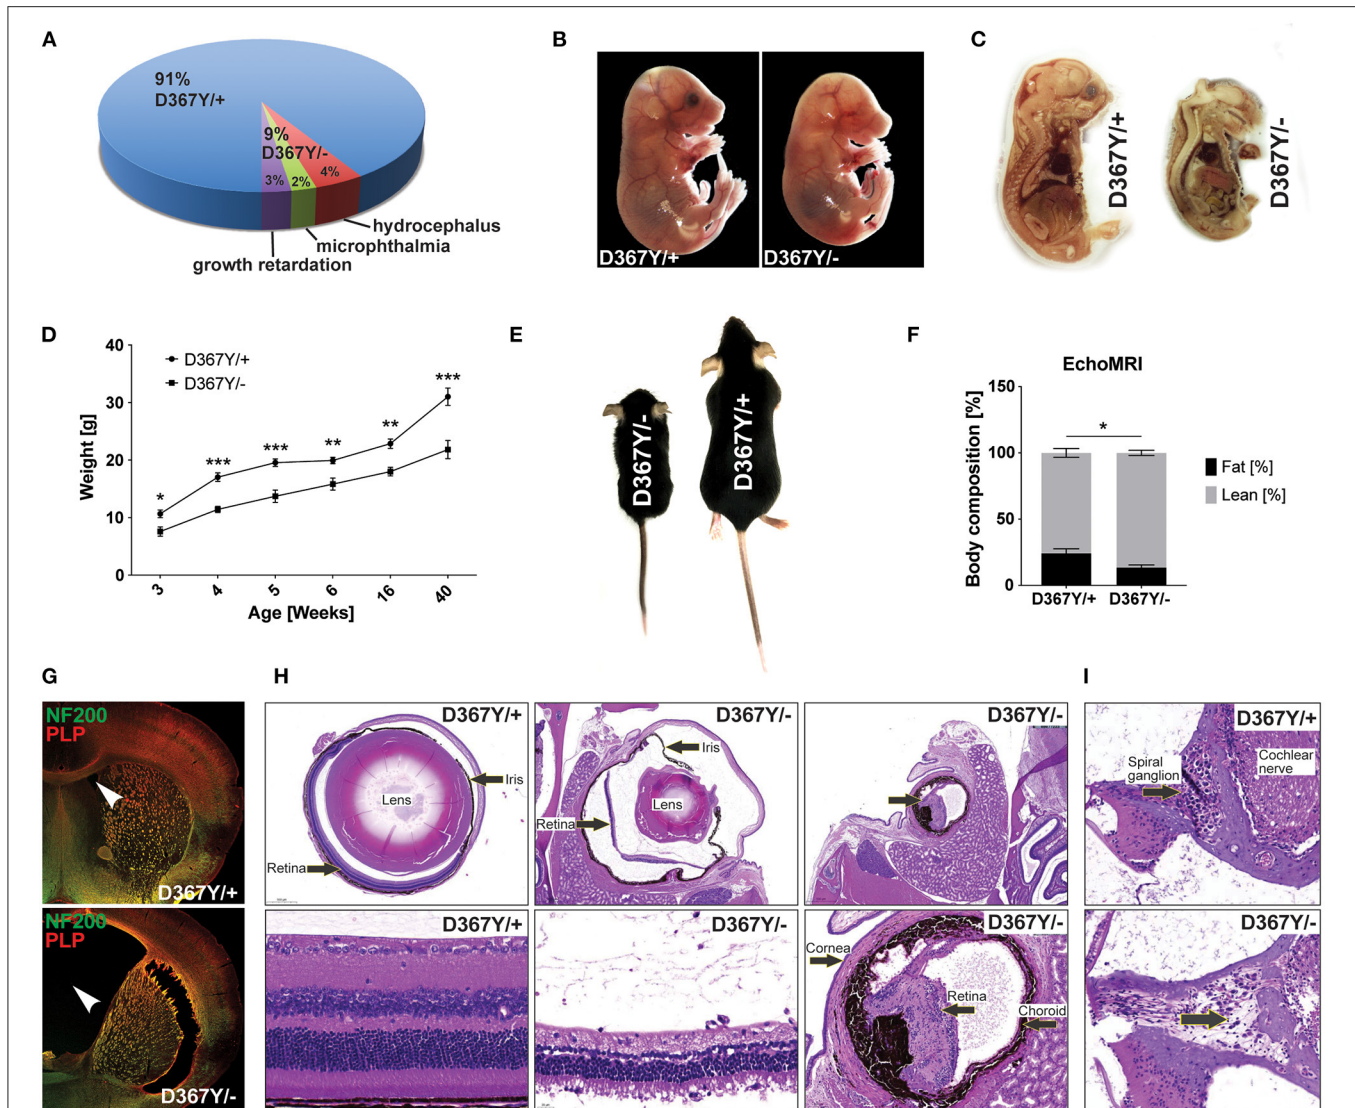 A
91%
D367Y/+
9%
D367Y/-
3%
2%
4%
hydrocephalus
microphthalmia
growth retardation
B
D367Y/+
D367Y/-
C
D367Y/+
D367Y/-
D
40
30
20
10
0
Weight [g]
D367Y/+
D367Y/-
*
***
***
**
**
***
3
4
5
6
16
40
Age [Weeks]
E
D367Y/-
D367Y/+
F
EchoMRI
150
100
50
0
Body composition [%]
*
Fat [%]
Lean [%]
D367Y/+
D367Y/-
G
NF200
PLP
D367Y/+
NF200
PLP
D367Y/-
H
D367Y/+
Iris
Lens
Retina
D367Y/-
Iris
Lens
Retina
D367Y/-
D367Y/+
D367Y/-
D367Y/-
Cornea
Retina
Choroid
I
D367Y/+
Spiral
ganglion
Cochlear
nerve
D367Y/-